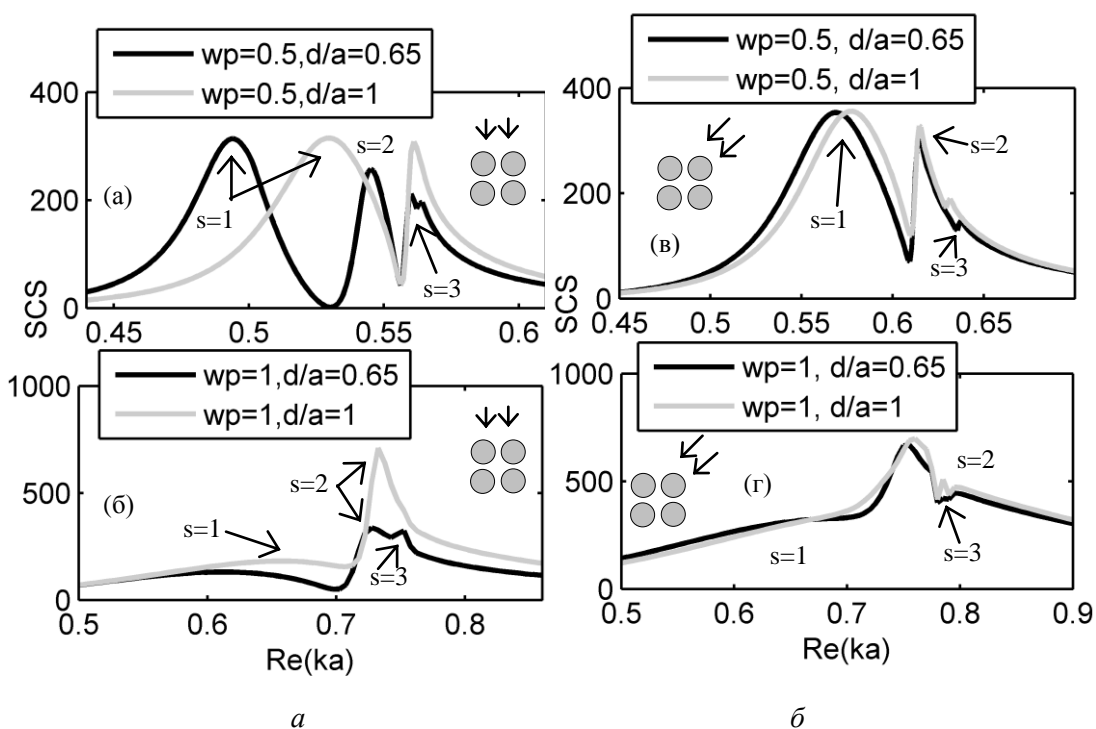 wp=0.5,d/a=0.65
wp=0.5,d/a=1
400
200
0
SCS
(а)
s=1
s=2
s=3
0.45
0.5
0.55
0.6
wp=0.5, d/a=0.65
wp=0.5, d/a=1
400
200
0
SCS
(в)
s=1
s=2
s=3
0.45
0.5
0.55
0.6
0.65
wp=1,d/a=0.65
wp=1,d/a=1
1000
500
0
(б)
s=1
s=2
s=3
0.5
0.6
0.7
0.8
Re(ka)
wp=1, d/a=0.65
wp=1, d/a=1
1000
500
0
(г)
s=1
s=2
s=3
0.5
0.6
0.7
0.8
0.9
Re(ka)
а
б